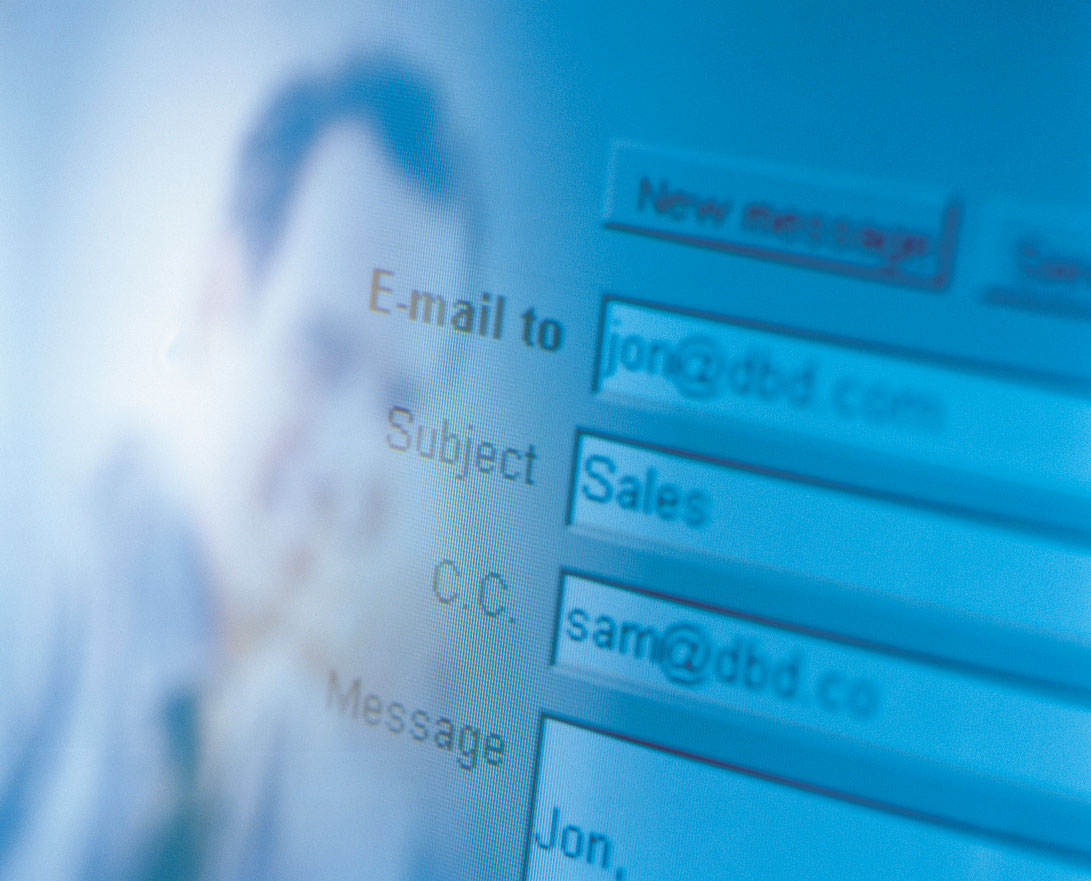 New message
E-mail to jon@dbd.com
Subject Sales
C.C. sam@dbd.co
Message Jon,